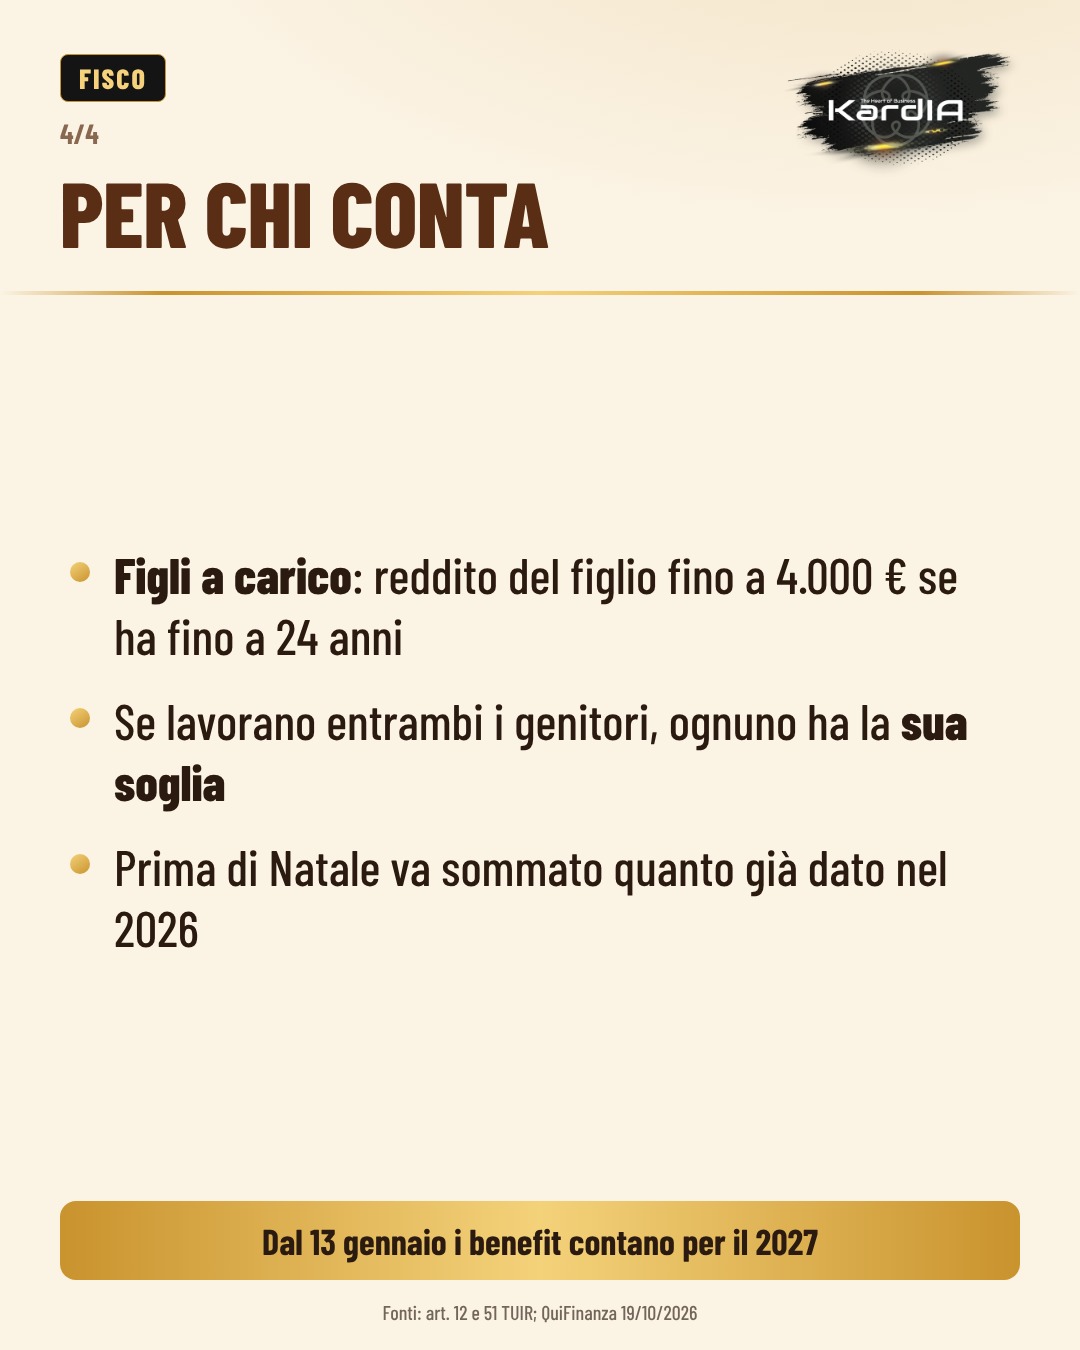 FISCO
4/4
The Heart of Business
KardIA
PER CHI CONTA
Figli a carico: reddito del figlio fino a 4.000 € se
ha fino a 24 anni
Se lavorano entrambi i genitori, ognuno ha la sua
soglia
Prima di Natale va sommato quanto già dato nel
2026
Dal 13 gennaio i benefit contano per il 2027
Fonti: art. 12 e 51 TUIR; QuiFinanza 19/10/2026